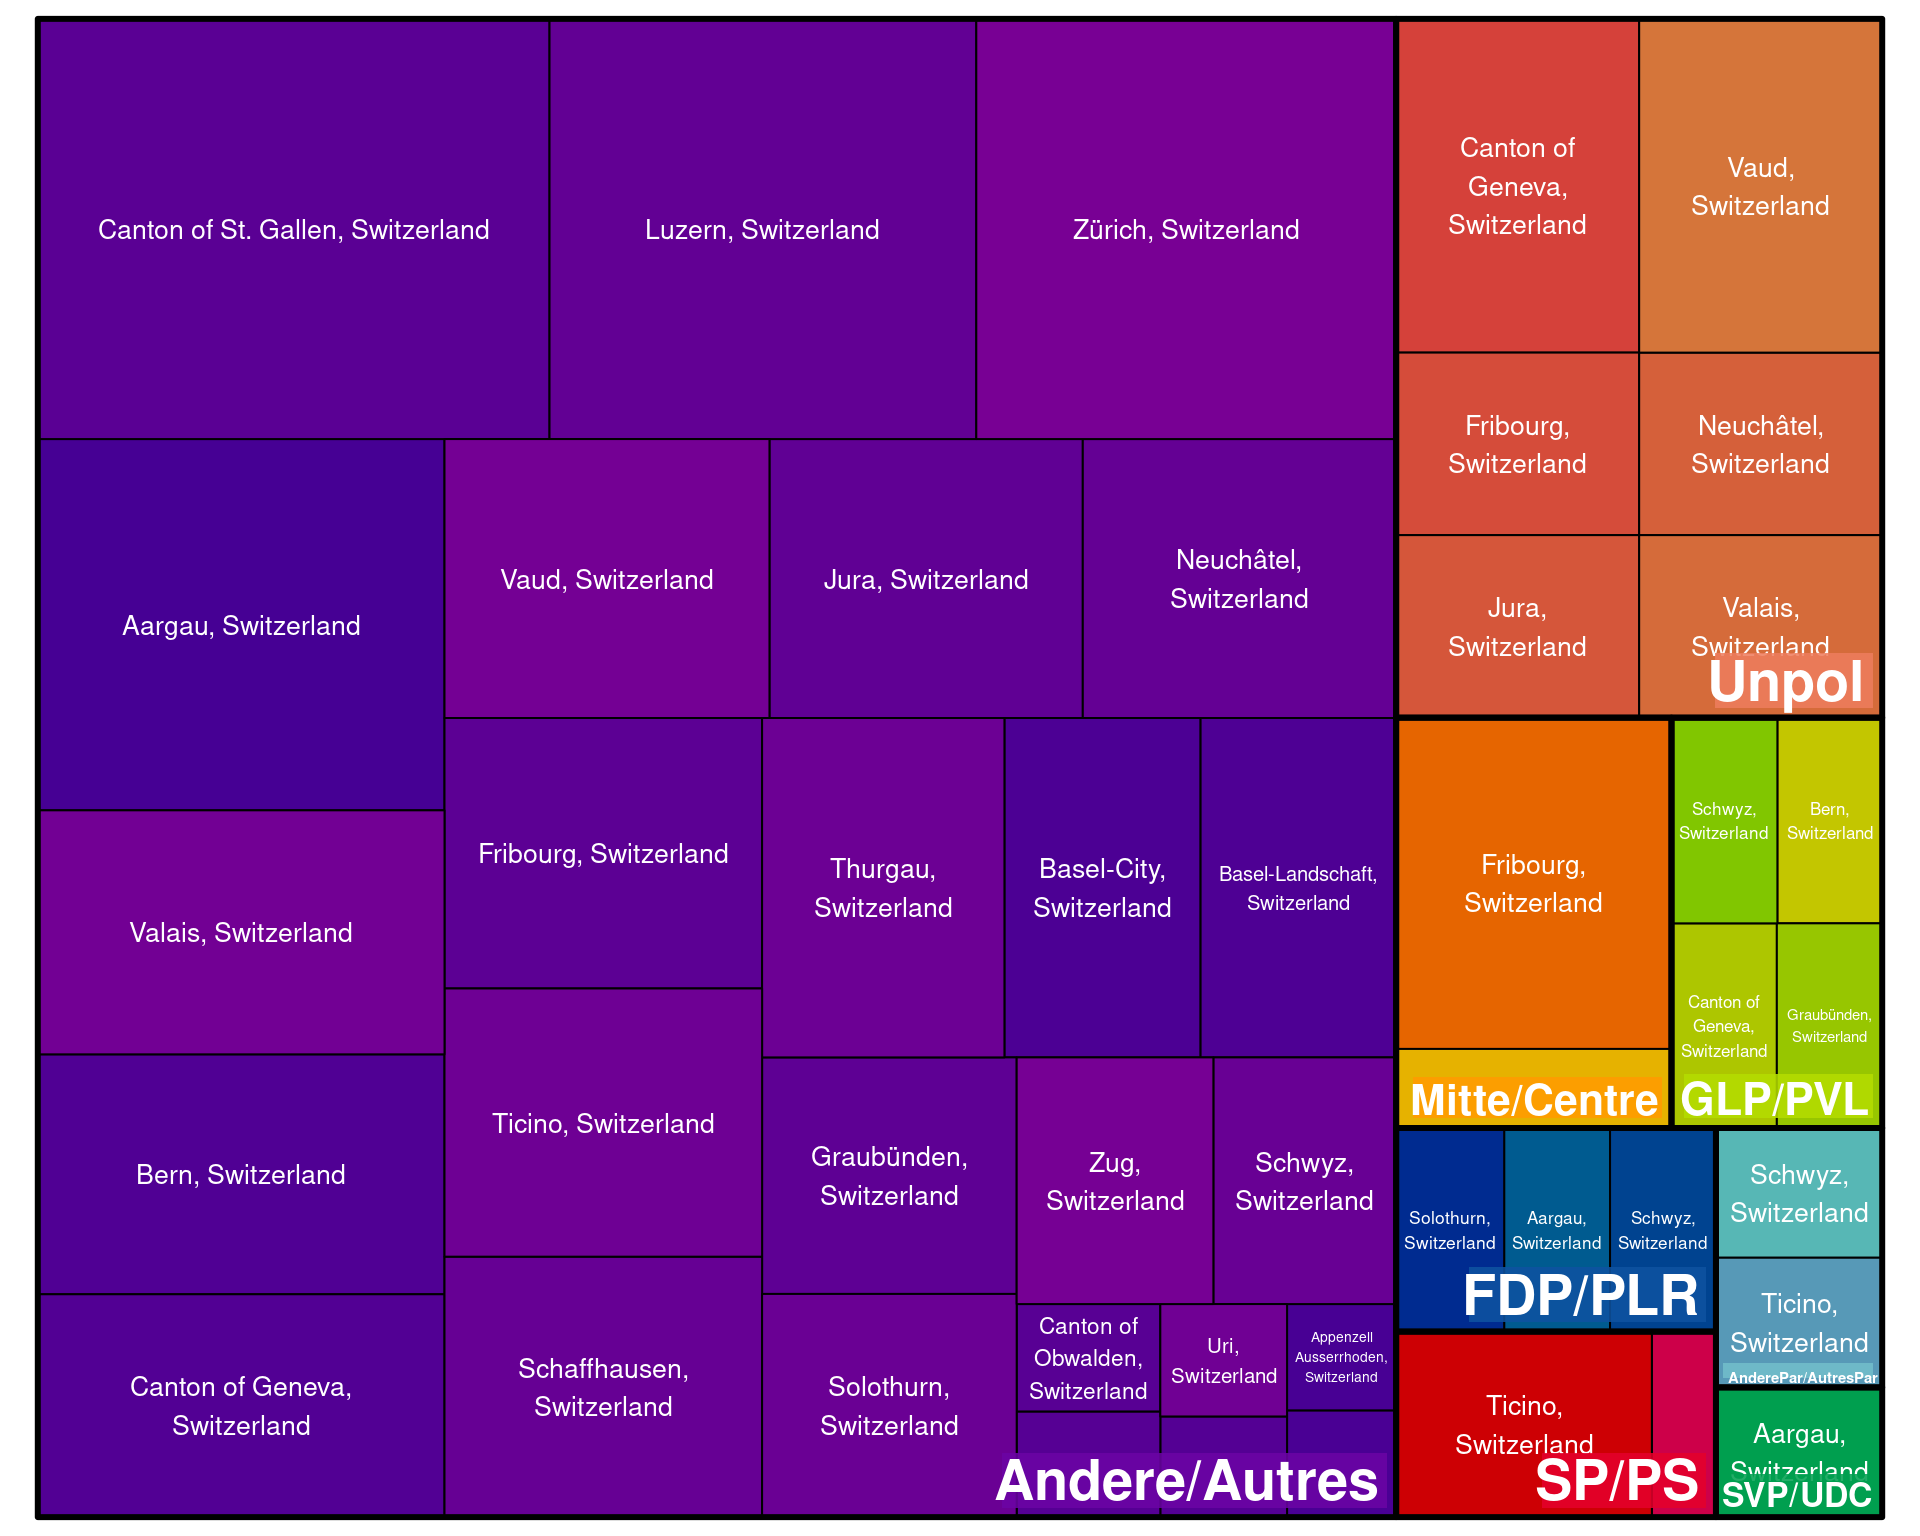 Canton of St. Gallen, Switzerland
Luzern, Switzerland
Zürich, Switzerland
Aargau, Switzerland
Vaud, Switzerland
Jura, Switzerland
Neuchâtel,
Switzerland
Valais, Switzerland
Fribourg, Switzerland
Thurgau,
Switzerland
Basel-City,
Switzerland
Basel-Landschaft,
Switzerland
Bern, Switzerland
Ticino, Switzerland
Graubünden,
Switzerland
Zug,
Switzerland
Schwyz,
Switzerland
Canton of Geneva,
Switzerland
Schaffhausen,
Switzerland
Solothurn,
Switzerland
Canton of
Obwalden,
Switzerland
Uri,
Switzerland
Appenzell
Ausserrhoden,
Switzerland
Andere/Autres
Canton of
Geneva,
Switzerland
Vaud,
Switzerland
Fribourg,
Switzerland
Neuchâtel,
Switzerland
Jura,
Switzerland
Valais,
Switzerland
Unpol
Fribourg,
Switzerland
Mitte/Centre
Schwyz,
Switzerland
Bern,
Switzerland
Canton of
Geneva,
Switzerland
Graubünden,
Switzerland
GLP/PVL
Solothurn,
Switzerland
Aargau,
Switzerland
Schwyz,
Switzerland
FDP/PLR
Schwyz,
Switzerland
Ticino,
Switzerland
AnderePar/AutresPar
Ticino,
Switzerland
SP/PS
Aargau,
Switzerland
SVP/UDC